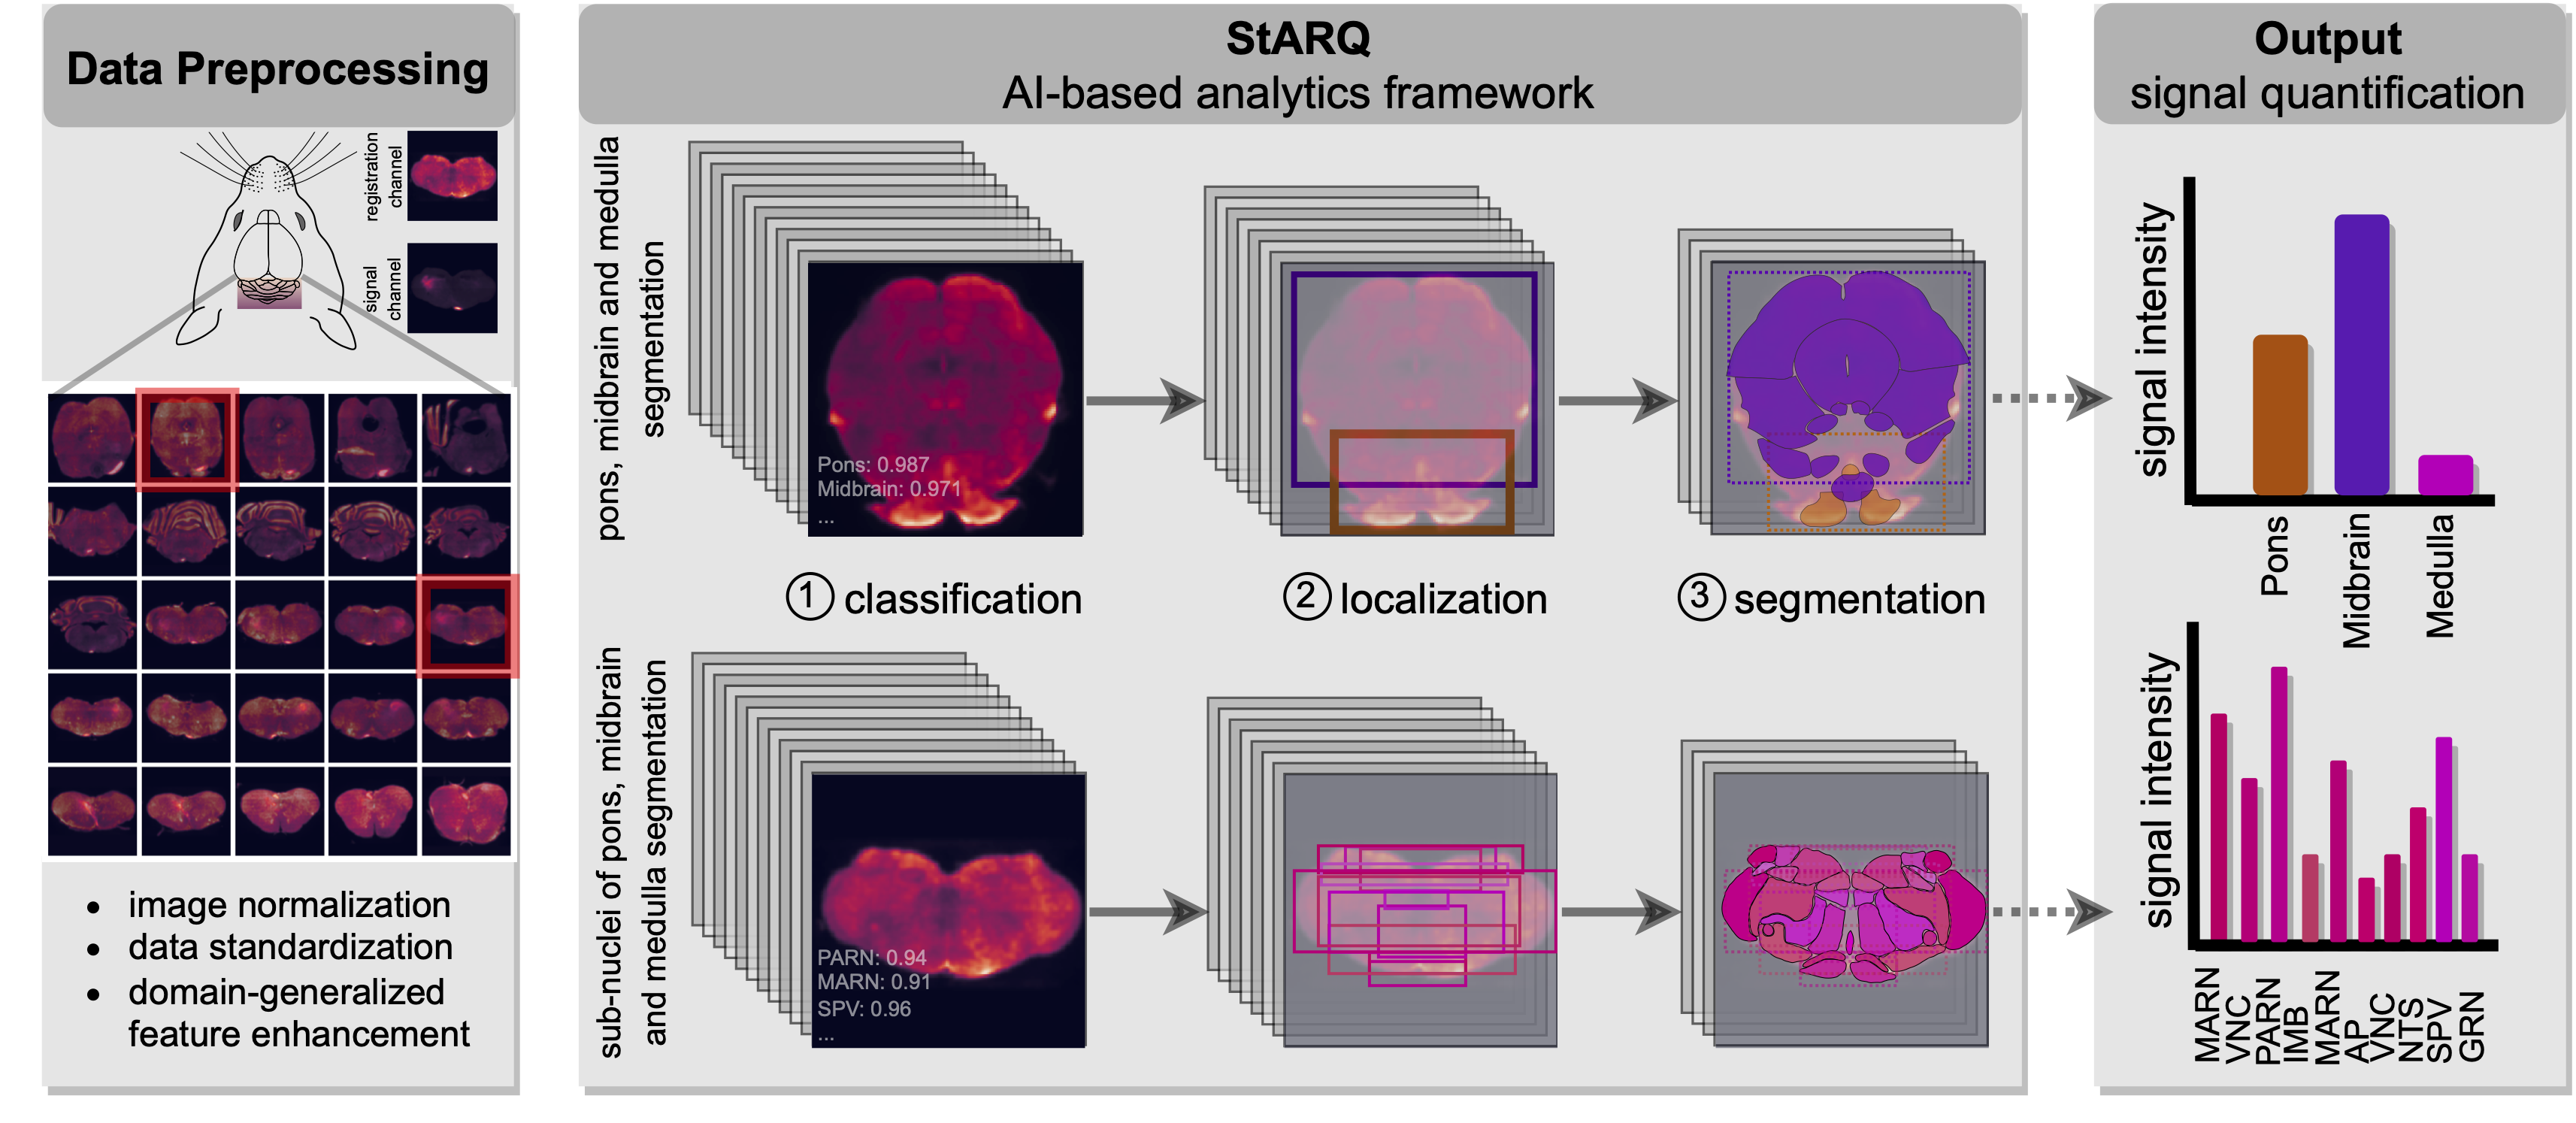 Data Preprocessing
registration
channel
signal
channel
image normalization
data standardization
domain-generalized
feature enhancement
StARQ
AI-based analytics framework
pons, midbrain and medulla
segmentation
Pons: 0.987
Midbrain: 0.971
...
1 classification
2 localization
3 segmentation
sub-nuclei of pons, midbrain
and medulla segmentation
PARN: 0.94
MARN: 0.91
SPV: 0.96
...
Output
signal quantification
signal intensity
Pons
Midbrain
Medulla
signal intensity
MARN
VNC
PARN
IMB
MARN
AP
VNC
NTS
SPV
GRN